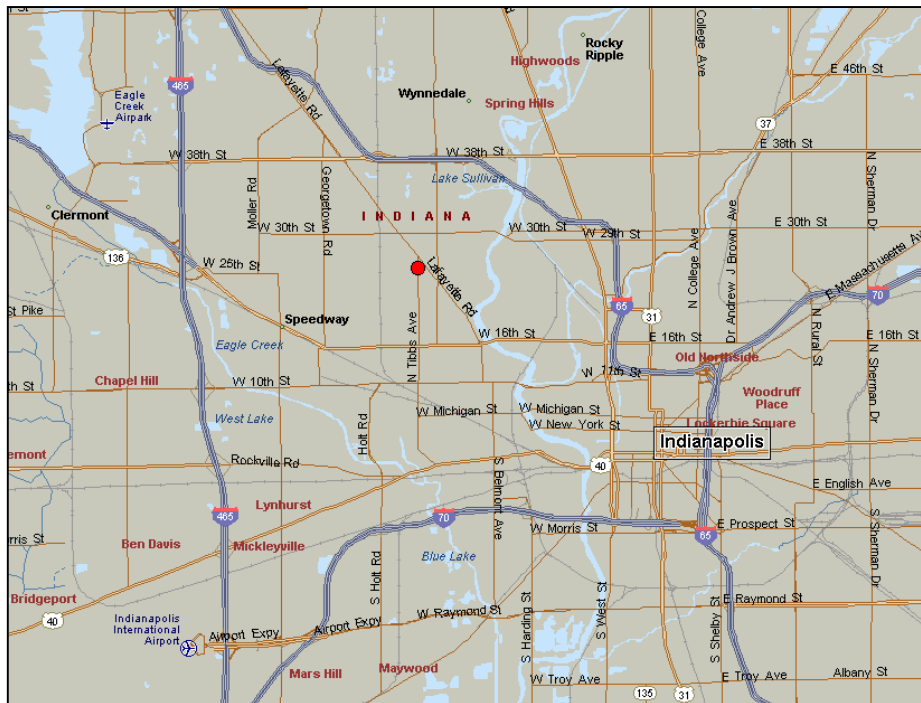 Lafayette Rd
College Ave
Rocky
Ripple
Highwoods
E 46th St
465
Wynnedale
Spring Hills
Eagle
Creek
Airpark
37
W 38th St
W 38th St
E 38th St
Lake Sullivan
N Sherman Dr
Moller Rd
Georgetown Rd
Clermont
INDIANA
W 30th St
W 30th St
W 29th St
E 30th St
N College Ave
Dr Andrew J Brown Ave
136
W 25th St
Lafayette Rd
E Massachusetts Av
70
65
St Pike
Speedway
31
N Tibbs Ave
W 16th St
E 16th St
E 16th St
N Rural St
N Sherman Dr
Eagle Creek
Old Northside
Chapel Hill
W 10th St
W 11th St
Woodruff
Place
th St
West Lake
Holt Rd
W Michigan St
W Michigan St
W New York St
Lockerbie Square
Indianapolis
emont
Rockville Rd
S Belmont Ave
40
E English Ave
Lynhurst
465
70
W Morris St
E Prospect St
65
S Sherman Dr
orris St
Ben Davis
Mickleyville
Blue Lake
Bridgeport
S Holt Rd
40
Indianapolis
International
Airport
Airport Expy
Airport Expy
W Raymond St
E Raymond St
S Harding St
S West St
S Shelby St
Mars Hill
Maywood
W Troy Ave
E Troy Ave
Albany St
135
31